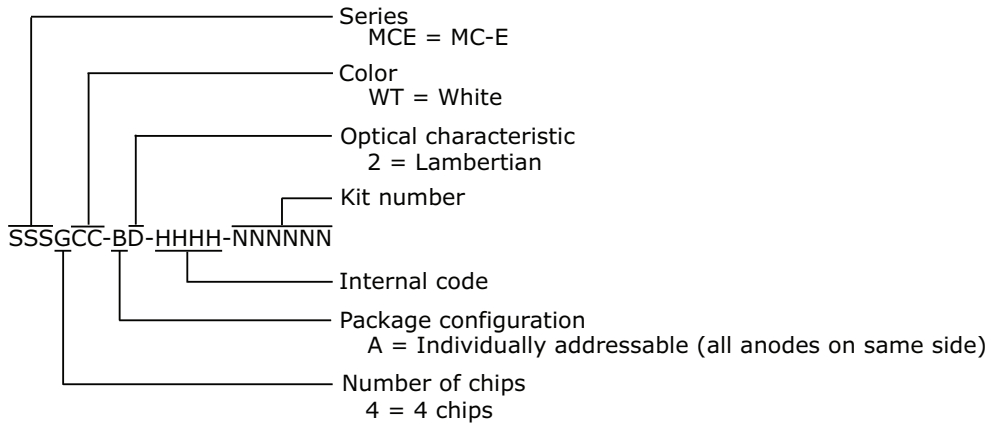 Series
MCE = MC-E
Color
WT = White
Optical characteristic
2 = Lambertian
Kit number
SSSGCC-BD-HHHH-NNNNNN
Internal code
Package configuration
A = Individually addressable (all anodes on same side)
Number of chips
4 = 4 chips